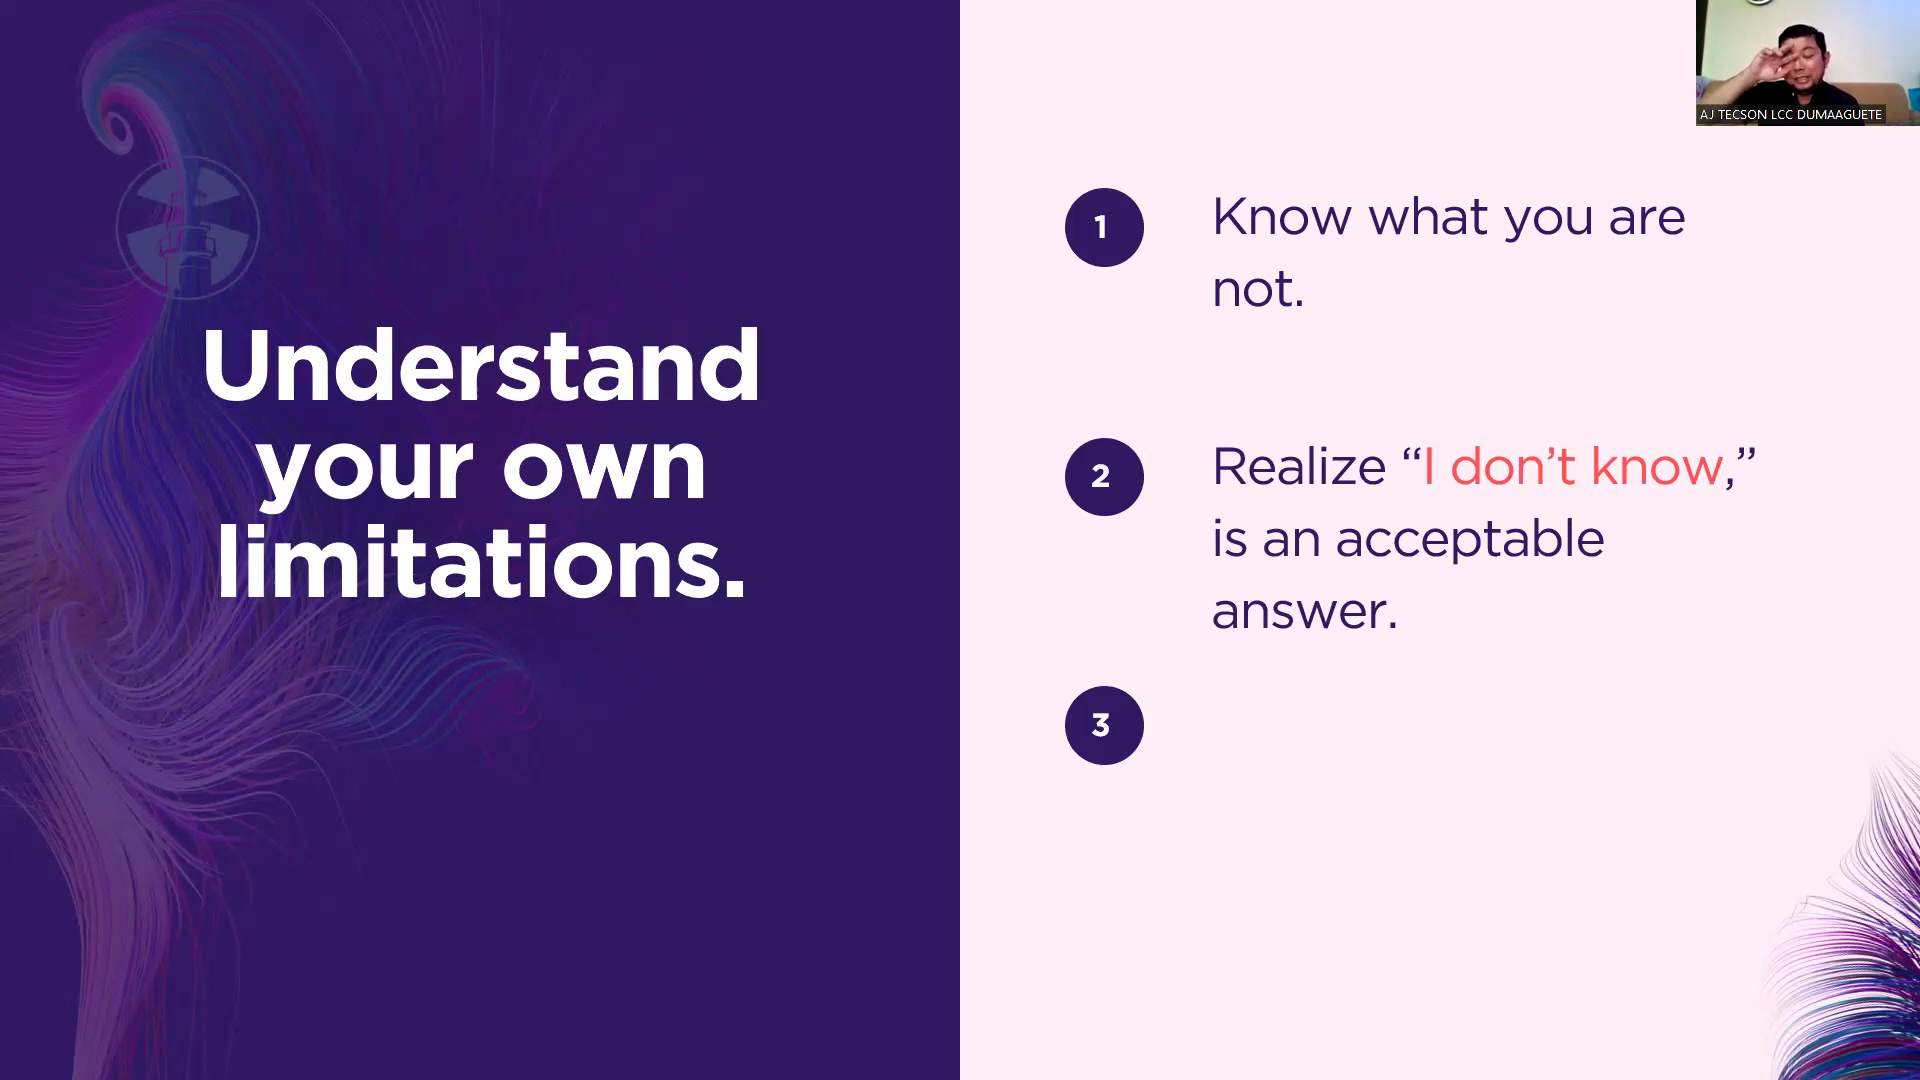 Understand
your own
limitations.
1
Know what you are
not.
2
Realize “I don’t know,”
is an acceptable
answer.
3
AJ TECSON LCC DUMAAGUETE